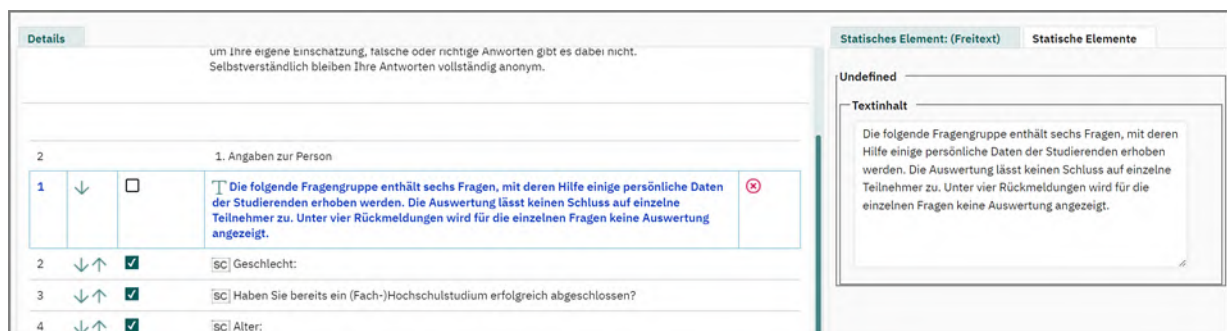 Details
um Ihre eigene Einschätzung, falsche oder richtige Anworten gibt es dabei nicht.
Selbstverständlich bleiben Ihre Antworten vollständig anonym.
2 1. Angaben zur Person
1 Die folgende Fragengruppe enthält sechs Fragen, mit deren Hilfe einige persönliche Daten
der Studierenden erhoben werden. Die Auswertung lässt keinen Schluss auf einzelne
Teilnehmer zu. Unter vier Rückmeldungen wird für die einzelnen Fragen keine Auswertung
angezeigt.
2 SC Geschlecht:
3 SC Haben Sie bereits ein (Fach-)Hochschulstudium erfolgreich abgeschlossen?
4 SC Alter:
Statisches Element: (Freitext) Statische Elemente
Undefined
Textinhalt
Die folgende Fragengruppe enthält sechs Fragen, mit deren
Hilfe einige persönliche Daten der Studierenden erhoben
werden. Die Auswertung lässt keinen Schluss auf einzelne
Teilnehmer zu. Unter vier Rückmeldungen wird für die
einzelnen Fragen keine Auswertung angezeigt.